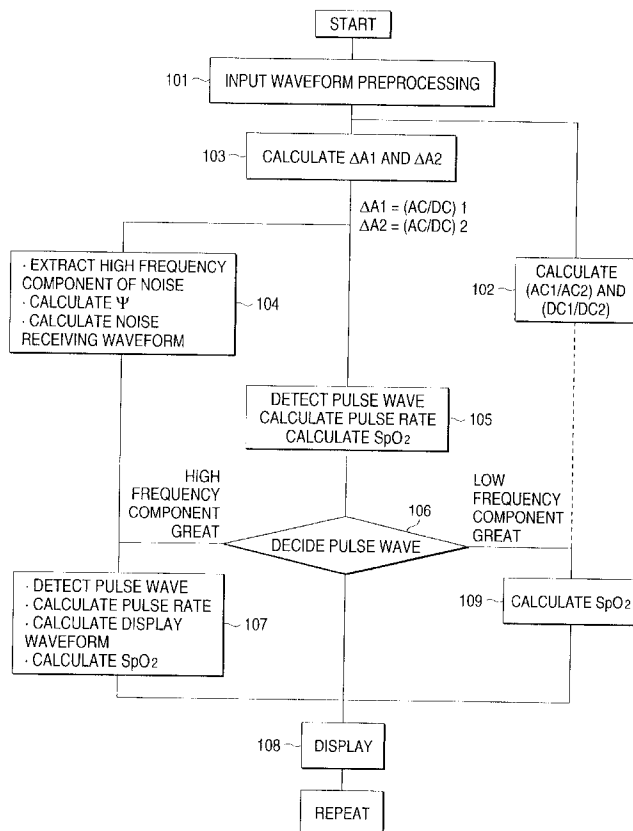 START
101
INPUT WAVEFORM PREPROCESSING
103
CALCULATE ΔA1 AND ΔA2
ΔA1 = (AC/DC) 1
ΔA2 = (AC/DC) 2
· EXTRACT HIGH FREQUENCY
COMPONENT OF NOISE
· CALCULATE Ψ
· CALCULATE NOISE
RECEIVING WAVEFORM
104
102
CALCULATE
(AC1/AC2) AND
(DC1/DC2)
DETECT PULSE WAVE
CALCULATE PULSE RATE
CALCULATE SpO2
105
HIGH
FREQUENCY
COMPONENT
GREAT
106
DECIDE PULSE WAVE
LOW
FREQUENCY
COMPONENT
GREAT
· DETECT PULSE WAVE
· CALCULATE PULSE RATE
· CALCULATE DISPLAY
WAVEFORM
· CALCULATE SpO2
107
109
CALCULATE SpO2
108
DISPLAY
REPEAT